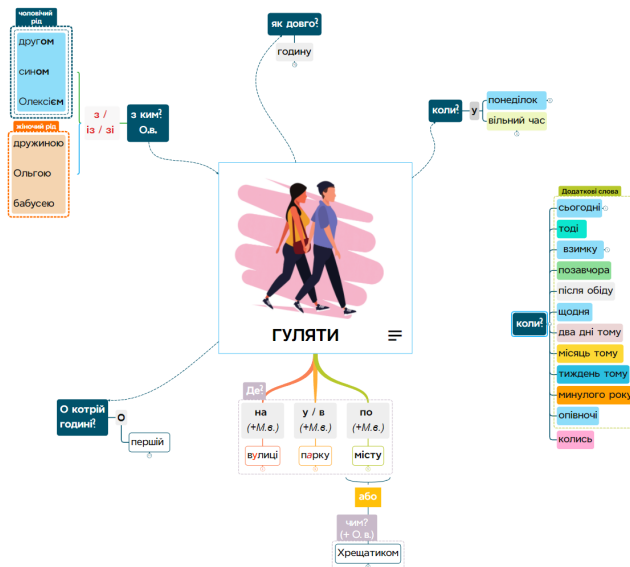 чоловічий
рід
другом
сином
Олексієм
жіночий рід
дружиною
Ольгою
бабусею
з /
із / зі
з ким?
О.в.
як довго?
годину
коли?
у
понеділок
вільний час
ГУЛЯТИ
Додаткові слова
коли?
сьогодні
тоді
взимку
позавчора
після обіду
щодня
два дні тому
місяць тому
тиждень тому
минулого року
опівночі
колись
О котрій
годині?
о
першій
Де?
на
(+М.в.)
вулиці
у / в
(+М.в.)
парку
по
(+М.в.)
місту
або
чим?
(+ О. в.)
Хрещатиком